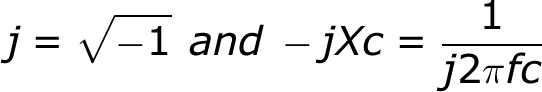 j = √−1 and −jXc = 1/j2πfc